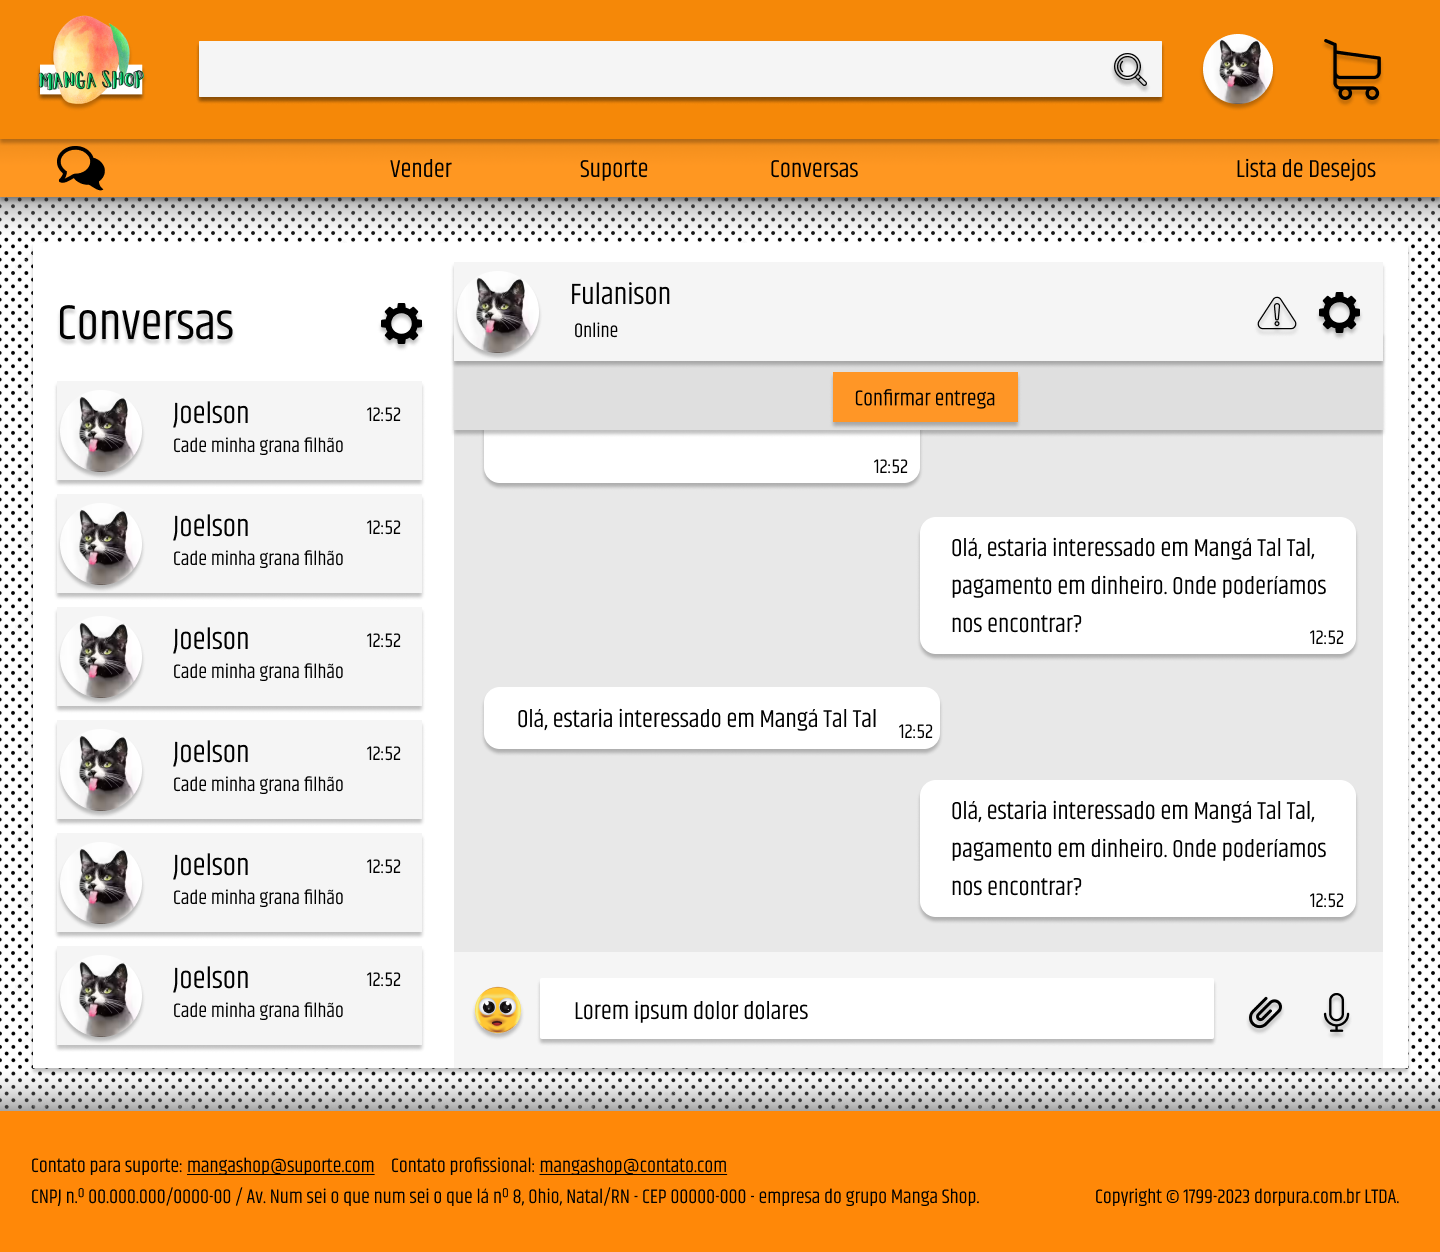 MANGA SHOP
Vender
Suporte
Conversas
Lista de Desejos
Conversas
Joelson
12:52
Cade minha grana filhão
Joelson
12:52
Cade minha grana filhão
Joelson
12:52
Cade minha grana filhão
Joelson
12:52
Cade minha grana filhão
Joelson
12:52
Cade minha grana filhão
Joelson
12:52
Cade minha grana filhão
Fulanison
Online
Confirmar entrega
12:52
Olá, estaria interessado em Mangá Tal Tal,
pagamento em dinheiro. Onde poderíamos
nos encontrar?
12:52
Olá, estaria interessado em Mangá Tal Tal
12:52
Olá, estaria interessado em Mangá Tal Tal,
pagamento em dinheiro. Onde poderíamos
nos encontrar?
12:52
Lorem ipsum dolor dolares
Contato para suporte: mangashop@suporte.com Contato profissional: mangashop@contato.com
CNPJ n.º 00.000.000/0000-00 / Av. Num sei o que num sei o que lá nº 8, Ohio, Natal/RN - CEP 00000-000 - empresa do grupo Manga Shop.
Copyright © 1799-2023 dorpura.com.br LTDA.